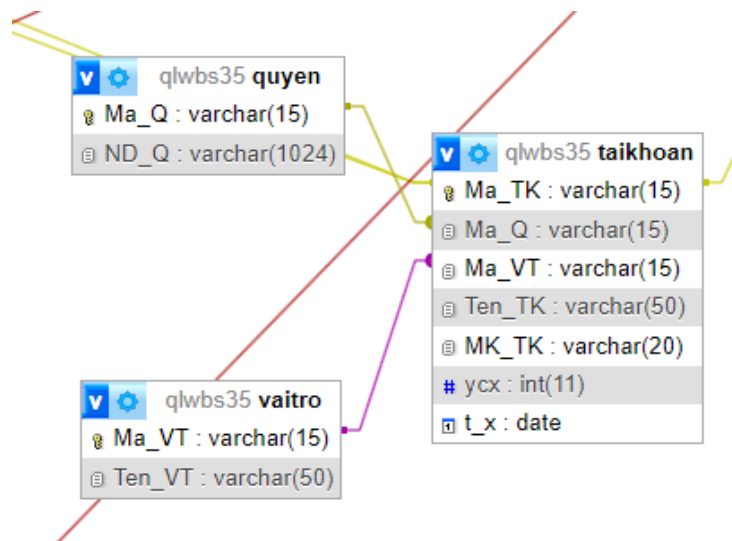 v qlwbs35 quyen
Ma_Q : varchar(15)
ND_Q : varchar(1024)
v qlwbs35 taikhoan
Ma_TK : varchar(15)
Ma_Q : varchar(15)
Ma_VT : varchar(15)
Ten_TK : varchar(50)
MK_TK : varchar(20)
# ycx : int(11)
1 t_x : date
v qlwbs35 vaitro
Ma_VT : varchar(15)
Ten_VT : varchar(50)